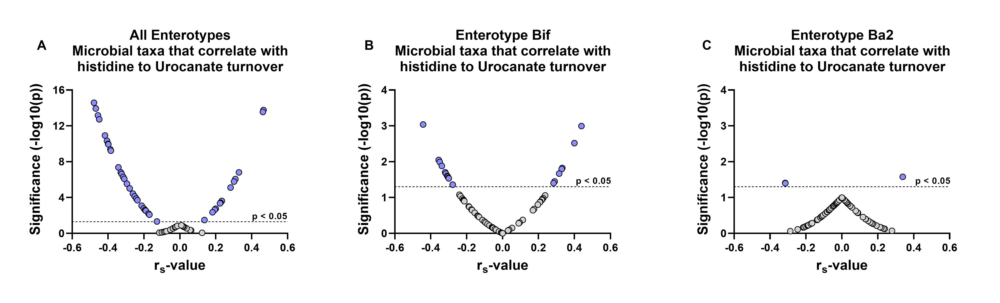 A
All Enterotypes
Microbial taxa that correlate with
histidine to Urocanate turnover
Significance (-log10(p))
16
12
8
4
0
p < 0.05
-0.6 -0.4 -0.2 0.0 0.2 0.4 0.6
rs-value
B
Enterotype Bif
Microbial taxa that correlate with
histidine to Urocanate turnover
Significance (-log10(p))
4
3
2
1
0
p < 0.05
-0.6 -0.4 -0.2 0.0 0.2 0.4 0.6
rs-value
C
Enterotype Ba2
Microbial taxa that correlate with
histidine to Urocanate turnover
Significance (-log10(p))
4
3
2
1
0
p < 0.05
-0.6 -0.4 -0.2 0.0 0.2 0.4 0.6
rs-value